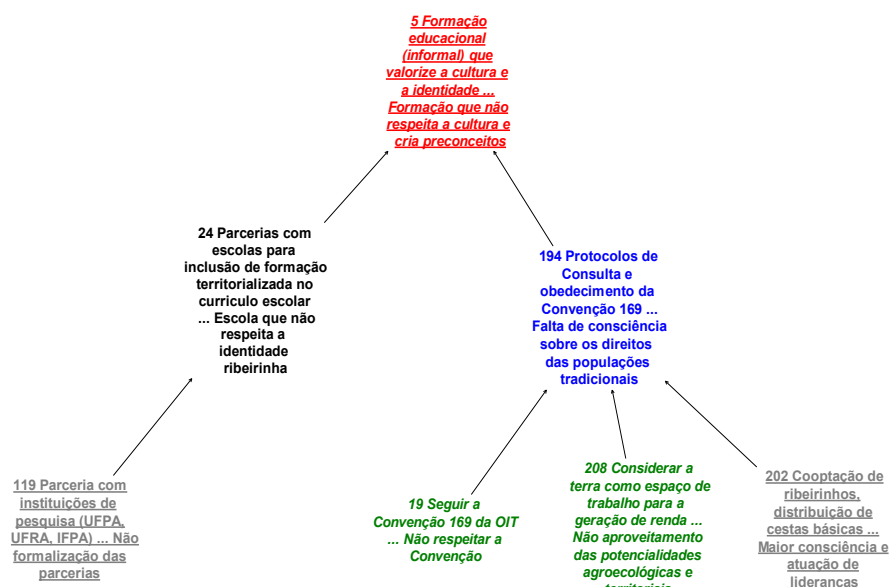 5 Formação
educacional
(informal) que
valorize a cultura e
a identidade ...
Formação que não
respeita a cultura e
cria preconceitos
24 Parcerias com
escolas para
inclusão de formação
territorializada no
curriculo escolar
... Escola que não
respeita a
identidade
ribeirinha
194 Protocolos de
Consulta e
obedecimento da
Convenção 169 ...
Falta de consciência
sobre os direitos
das populações
tradicionais
119 Parceria com
instituições de
pesquisa (UFPA,
UFRA, IFPA) ... Não
formalização das
parcerias
19 Seguir a
Convenção 169 da OIT
... Não respeitar a
Convenção
208 Considerar a
terra como espaço de
trabalho para a
geração de renda ...
Não aproveitamento
das potencialidades
agroecológicas e
202 Cooptação de
ribeirinhos,
distribuição de
cestas básicas ...
Maior consciência e
atuação de
lideranças